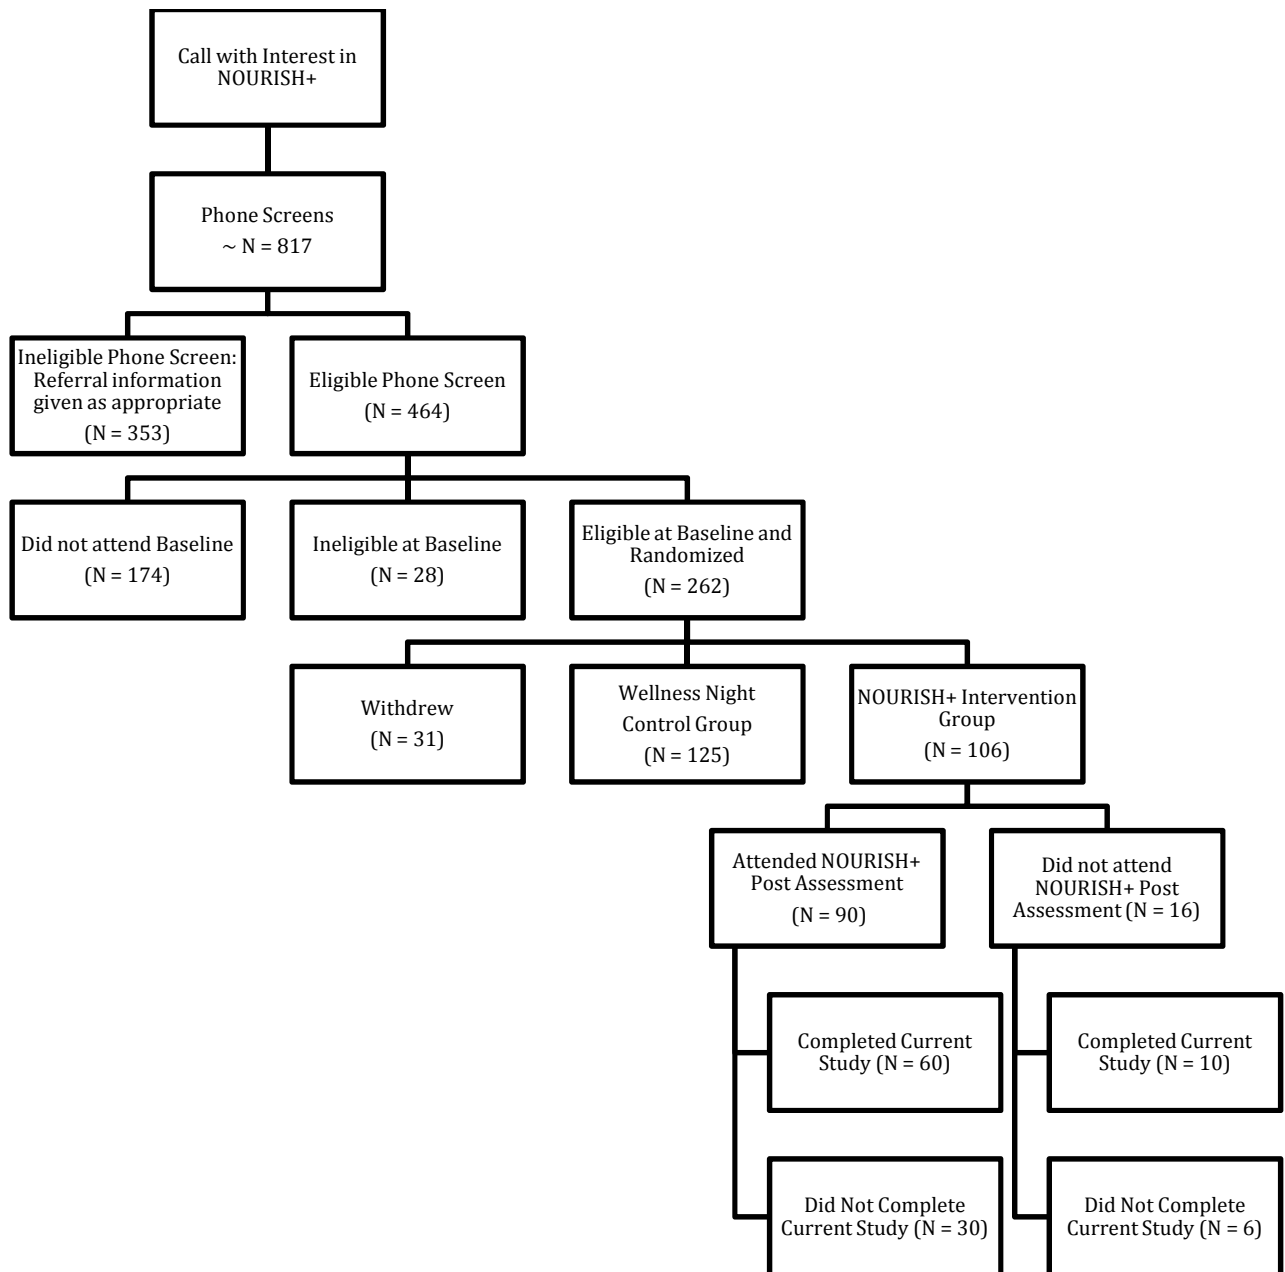 Call with Interest in
NOURISH+
Phone Screens
~ N = 817
Ineligible Phone Screen:
Referral information
given as appropriate
(N = 353)
Eligible Phone Screen
(N = 464)
Did not attend Baseline
(N = 174)
Ineligible at Baseline
(N = 28)
Eligible at Baseline and
Randomized
(N = 262)
Withdrew
(N = 31)
Wellness Night
Control Group
(N = 125)
NOURISH+ Intervention
Group
(N = 106)
Attended NOURISH+
Post Assessment
(N = 90)
Did not attend
NOURISH+ Post
Assessment (N = 16)
Completed Current
Study (N = 60)
Completed Current
Study (N = 10)
Did Not Complete
Current Study (N = 30)
Did Not Complete
Current Study (N = 6)